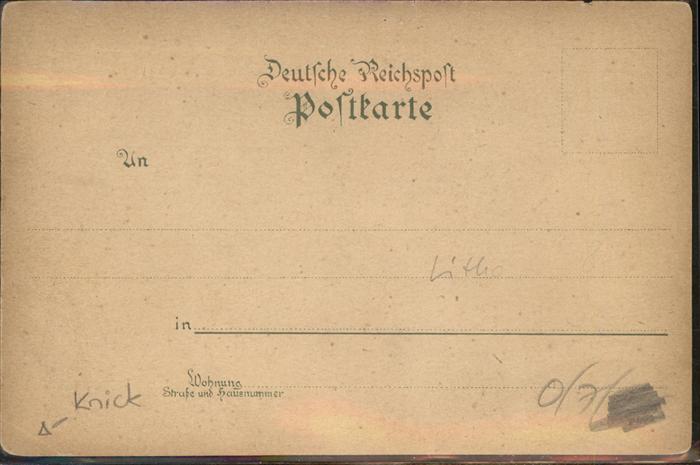 Deutsche Reichspost
Postkarte
An
Litho
in
Wohnung
Straße und Hausnummer
Knick